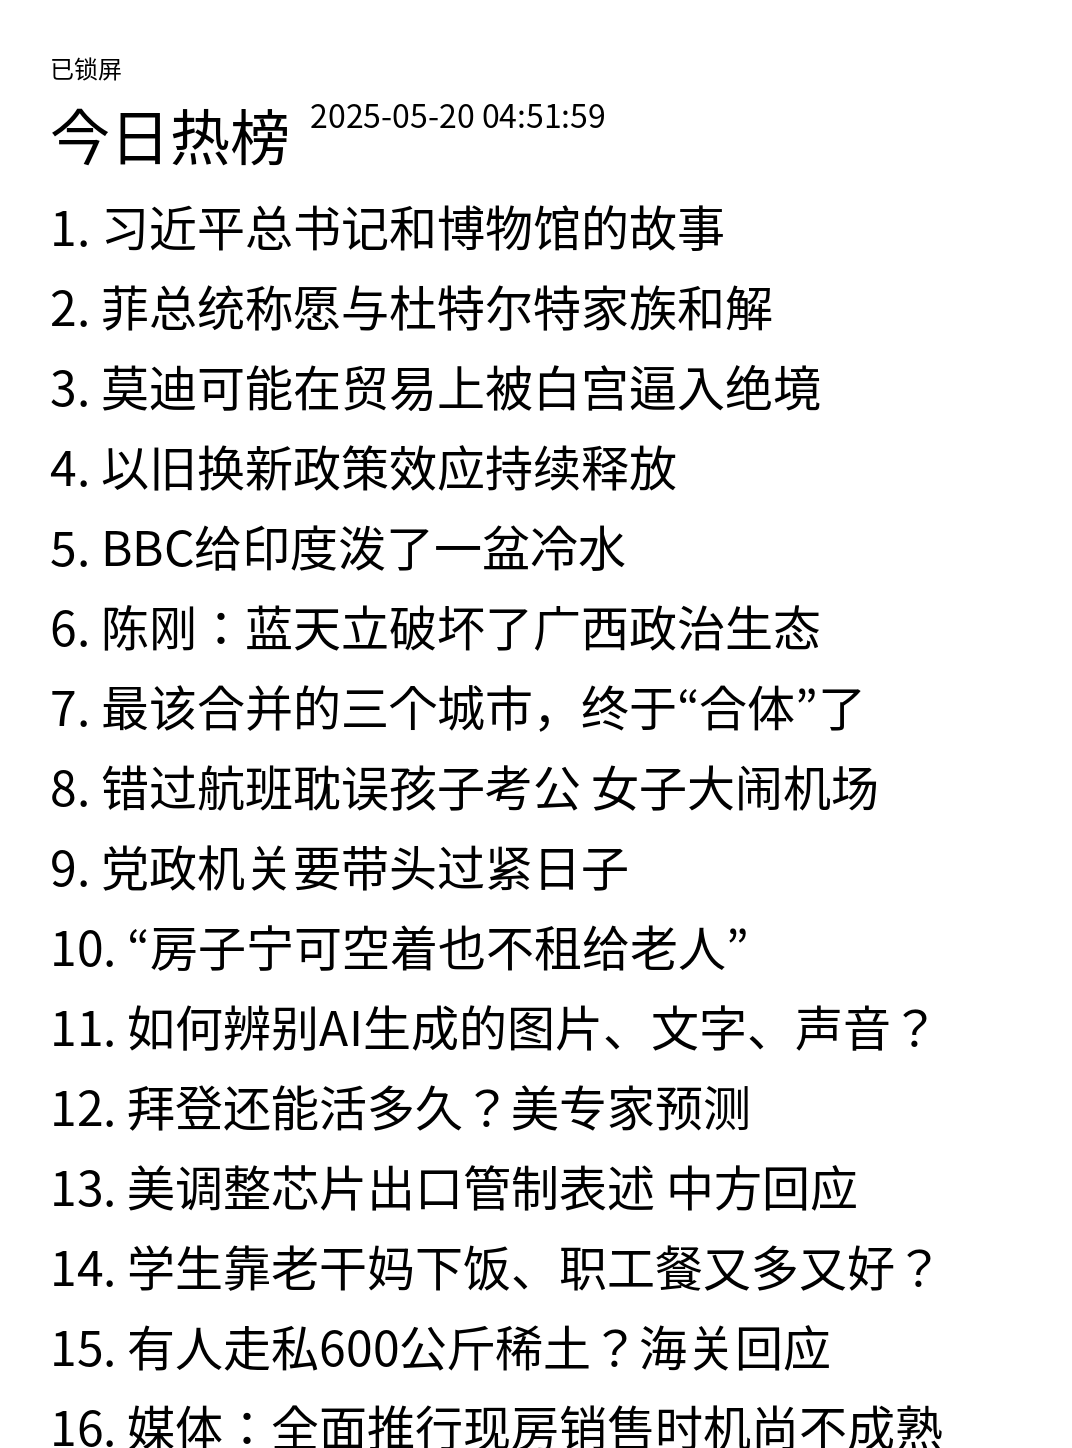 已锁屏
今日热榜 2025-05-20 04:51:59
1. 习近平总书记和博物馆的故事
2. 菲总统称愿与杜特尔特家族和解
3. 莫迪可能在贸易上被白宫逼入绝境
4. 以旧换新政策效应持续释放
5. BBC给印度泼了一盆冷水
6. 陈刚：蓝天立破坏了广西政治生态
7. 最该合并的三个城市，终于“合体”了
8. 错过航班耽误孩子考公 女子大闹机场
9. 党政机关要带头过紧日子
10. “房子宁可空着也不租给老人”
11. 如何辨别AI生成的图片、文字、声音？
12. 拜登还能活多久？美专家预测
13. 美调整芯片出口管制表述 中方回应
14. 学生靠老干妈下饭、职工餐又多又好？
15. 有人走私600公斤稀土？海关回应
16. 媒体：全面推行现房销售时机尚不成熟